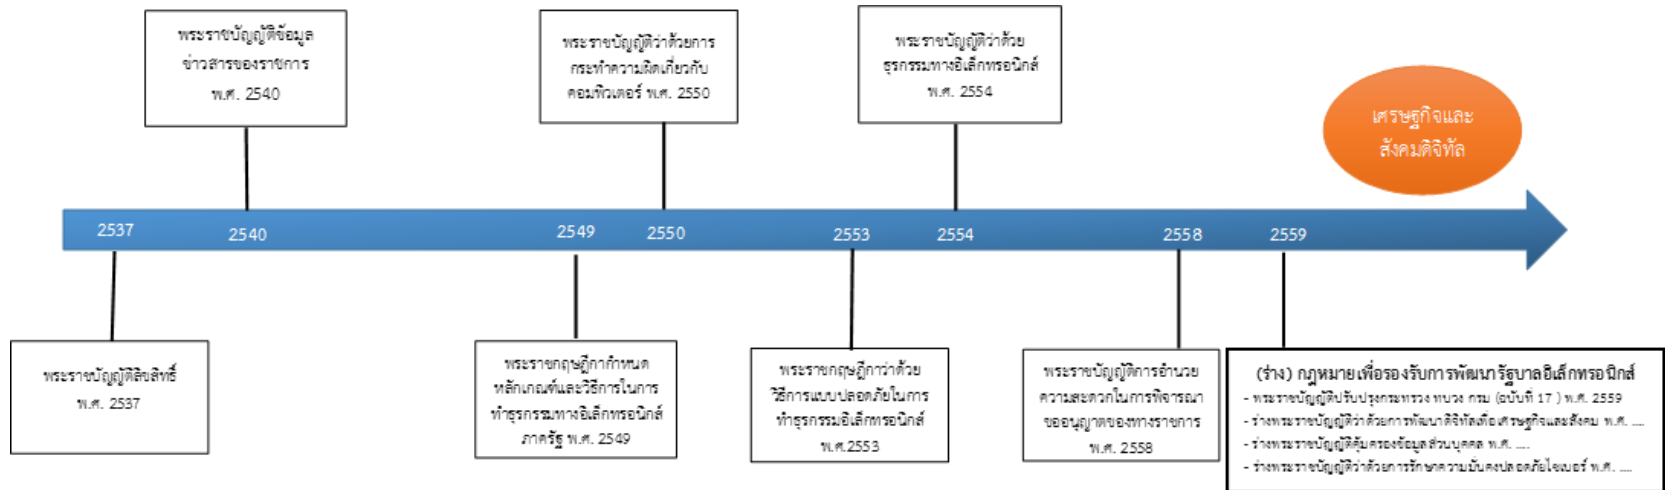 พระราชบัญญัติข้อมูล
ข่าวสารของราชการ
พ.ศ. 2540
พระราชบัญญัติว่าด้วยการ
กระทำความผิดเกี่ยวกับ
คอมพิวเตอร์ พ.ศ. 2550
พระราชบัญญัติว่าด้วย
ธุรกรรมทางอิเล็กทรอนิกส์
พ.ศ. 2554
เศรษฐกิจและ
สังคมดิจิทัล
2537
2540
2549
2550
2553
2554
2558
2559
พระราชบัญญัติลิขสิทธิ์
พ.ศ. 2537
พระราชกฤษฎีกากำหนด
หลักเกณฑ์และวิธีการในการ
ทำธุรกรรมทางอิเล็กทรอนิกส์
ภาครัฐ พ.ศ. 2549
พระราชกฤษฎีกาว่าด้วย
วิธีการแบบปลอดภัยในการ
ทำธุรกรรมอิเล็กทรอนิกส์
พ.ศ.2553
พระราชบัญญัติการอำนวย
ความสะดวกในการพิจารณา
ขออนุญาตของทางราชการ
พ.ศ. 2558
(ร่าง) กฎหมายเพื่อรองรับการพัฒนารัฐบาลอิเล็กทรอนิกส์
- พระราชบัญญัติปรับปรุงกระทรวง ทบวง กรม (ฉบับที่ 17 ) พ.ศ. 2559
- ร่างพระราชบัญญัติว่าด้วยการพัฒนาดิจิทัลเพื่อเศรษฐกิจและสังคม พ.ศ. ....
- ร่างพระราชบัญญัติคุ้มครองข้อมูลส่วนบุคคล พ.ศ. ....
- ร่างพระราชบัญญัติว่าด้วยการรักษาความมั่นคงปลอดภัยไซเบอร์ พ.ศ. ....